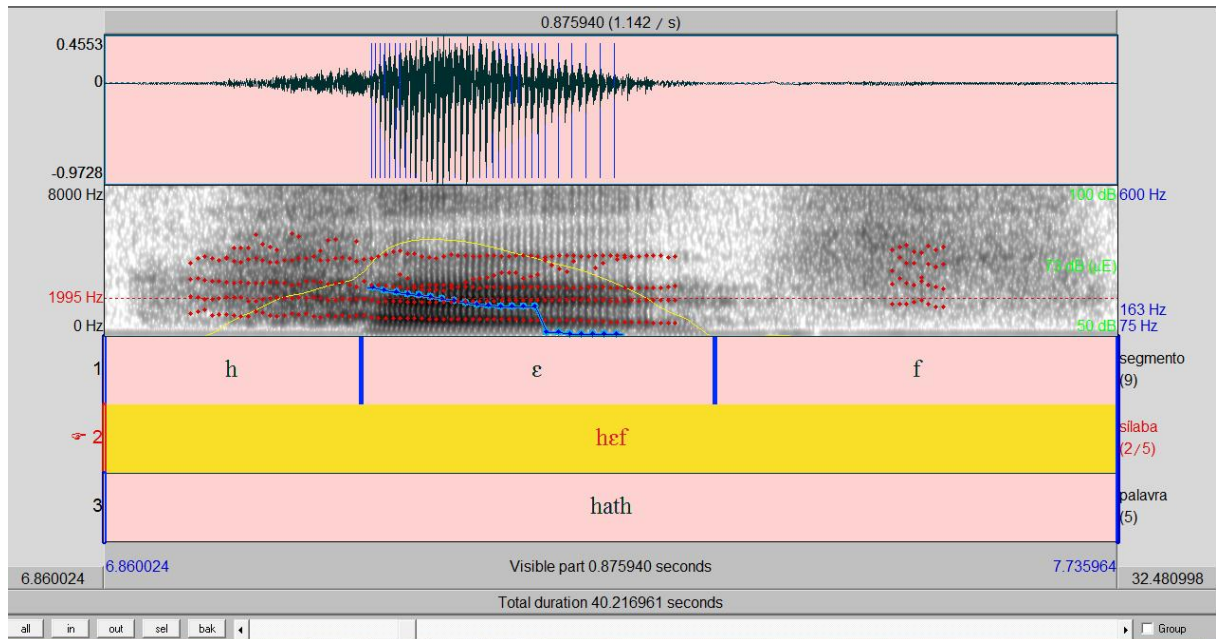 0.875940 (1.142 / s)
0.4553
0
-0.9728
8000 Hz 100 dB 600 Hz
73 dB (µE)
1995 Hz 163 Hz
0 Hz 50 dB 75 Hz
1 h ɛ f segmento (9)
☞ 2 hɛf sílaba (2/5)
3 hath palavra (5)
6.860024 6.860024 Visible part 0.875940 seconds 7.735964 32.480998
Total duration 40.216961 seconds
all in out sel bak Group